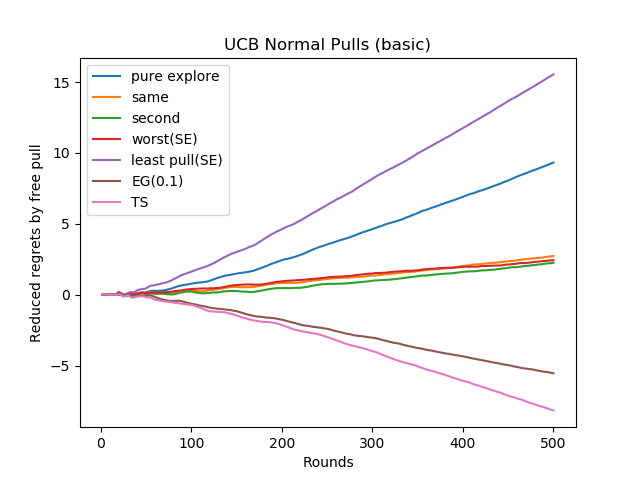 UCB Normal Pulls (basic)
pure explore
same
second
worst(SE)
least pull(SE)
EG(0.1)
TS
15
10
5
0
−5
Reduced regrets by free pull
0 100 200 300 400 500
Rounds